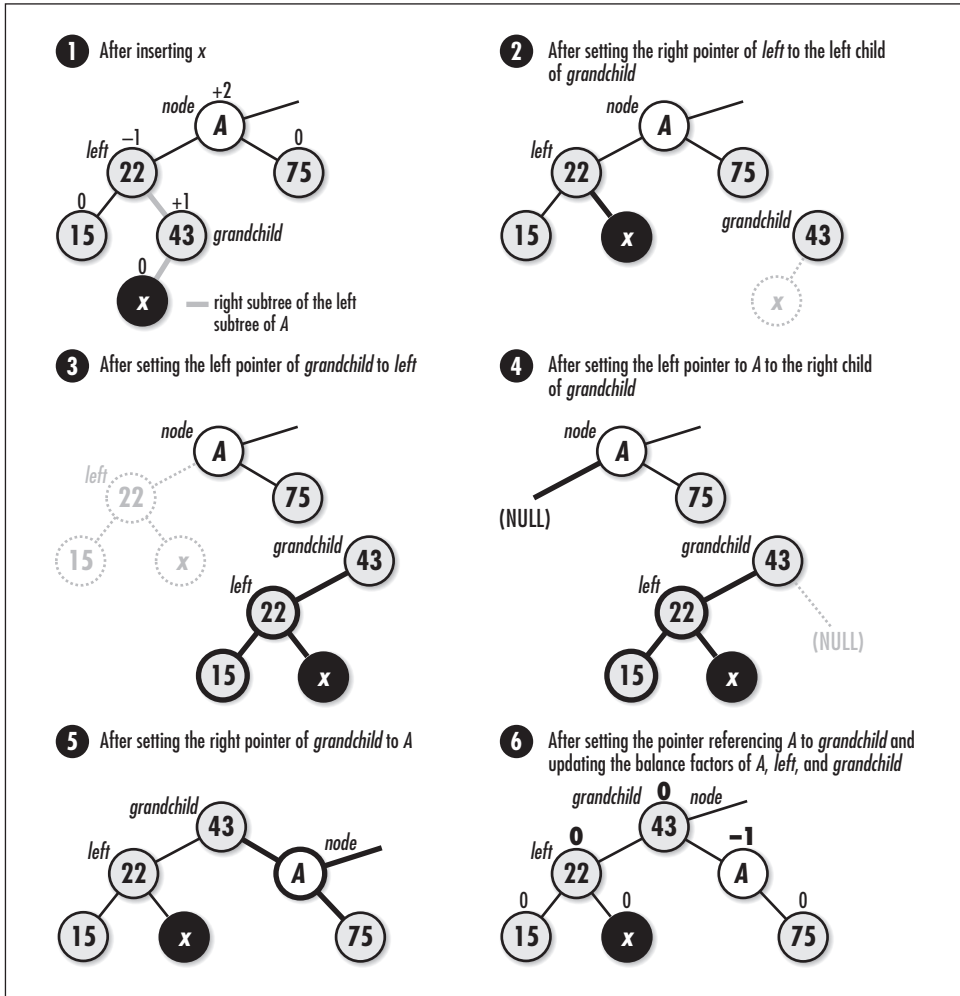 1 After inserting x
+2
node
A
–1
left
22
0
75
0
15
+1
43
grandchild
0
x
right subtree of the left
subtree of A
2 After setting the right pointer of left to the left child
of grandchild
node
A
left
22
75
15
x
grandchild
43
x
3 After setting the left pointer of grandchild to left
node
A
left
22
75
15
x
grandchild
43
left
22
15
x
4 After setting the left pointer to A to the right child
of grandchild
node
A
75
(NULL)
grandchild
43
left
22
(NULL)
15
x
5 After setting the right pointer of grandchild to A
grandchild
43
node
left
22
A
15
x
75
6 After setting the pointer referencing A to grandchild and
updating the balance factors of A, left, and grandchild
grandchild
0
node
43
left
0
22
–1
A
0
15
0
x
0
75